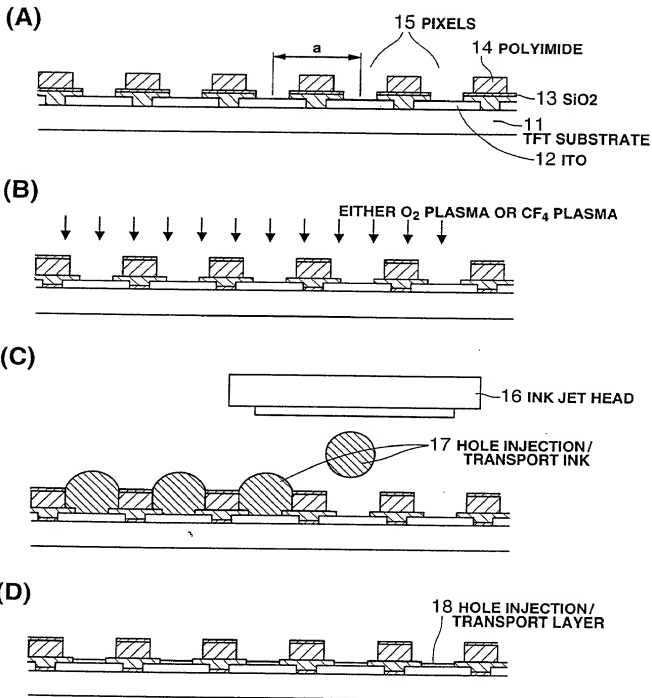 (A)
15 PIXELS
a
14 POLYIMIDE
13 SiO2
11
TFT SUBSTRATE
12 ITO
(B)
EITHER O2 PLASMA OR CF4 PLASMA
(C)
16 INK JET HEAD
17 HOLE INJECTION/
TRANSPORT INK
(D)
18 HOLE INJECTION/
TRANSPORT LAYER